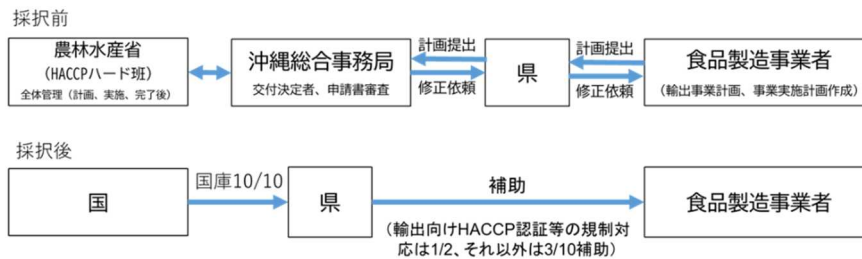 採択前
農林水産省
(HACCPハード班)
全体管理（計画、実施、完了後）
沖縄総合事務局
交付決定者、申請書審査
計画提出
修正依頼
県
計画提出
修正依頼
食品製造事業者
（輸出事業計画、事業実施計画作成）
採択後
国
国庫10/10
県
補助
（輸出向けHACCP認証等の規制対
応は1/2、それ以外は3/10補助）
食品製造事業者